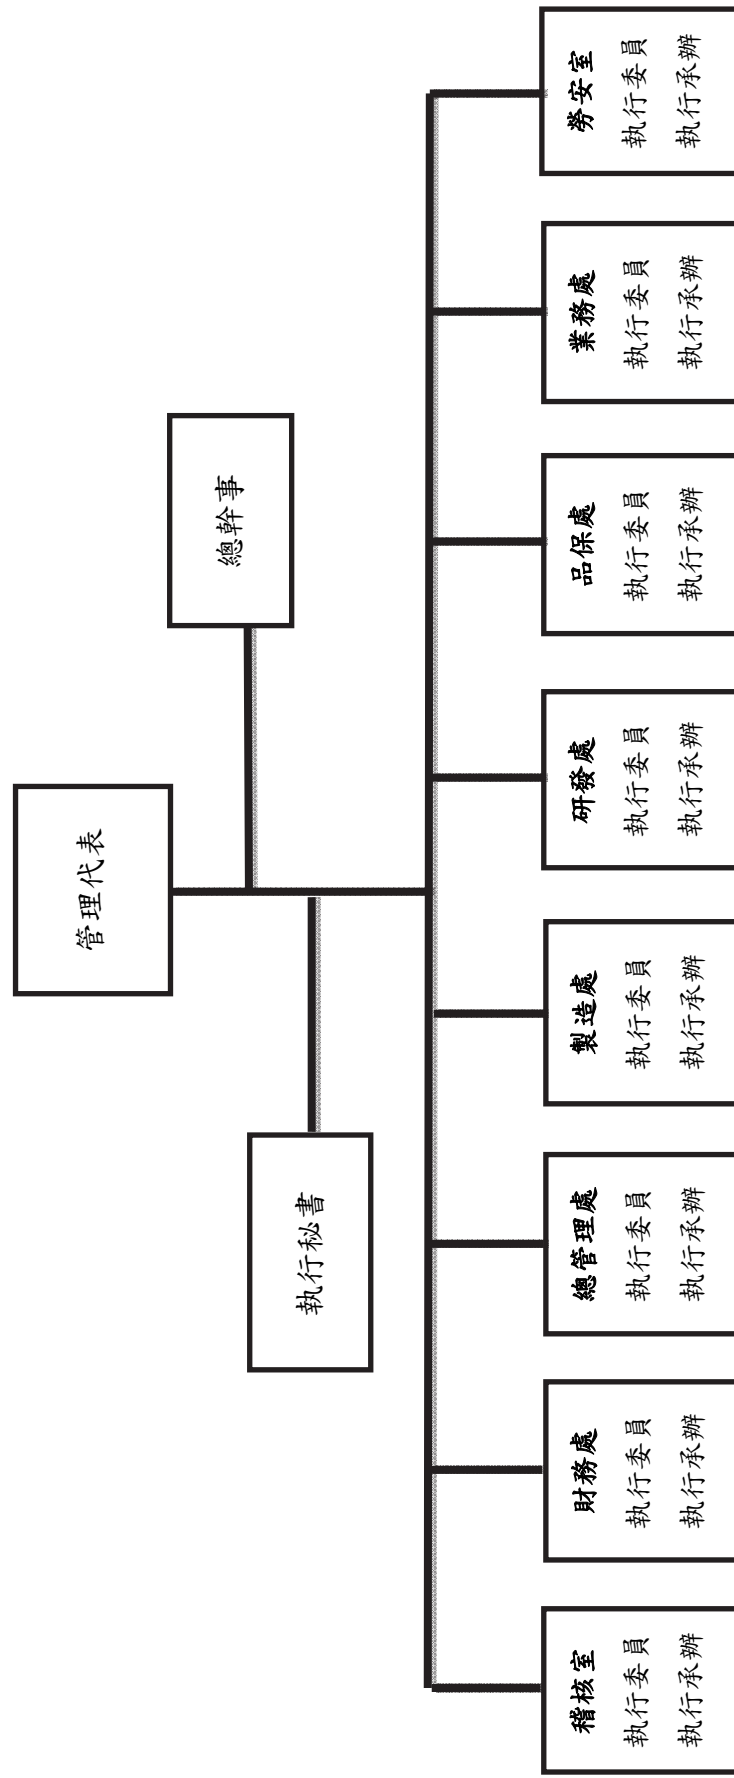 管理代表
總幹事
執行秘書
稽核室
執行委員
執行承辦
財務處
執行委員
執行承辦
總管理處
執行委員
執行承辦
製造處
執行委員
執行承辦
研發處
執行委員
執行承辦
品保處
執行委員
執行承辦
業務處
執行委員
執行承辦
勞安室
執行委員
執行承辦